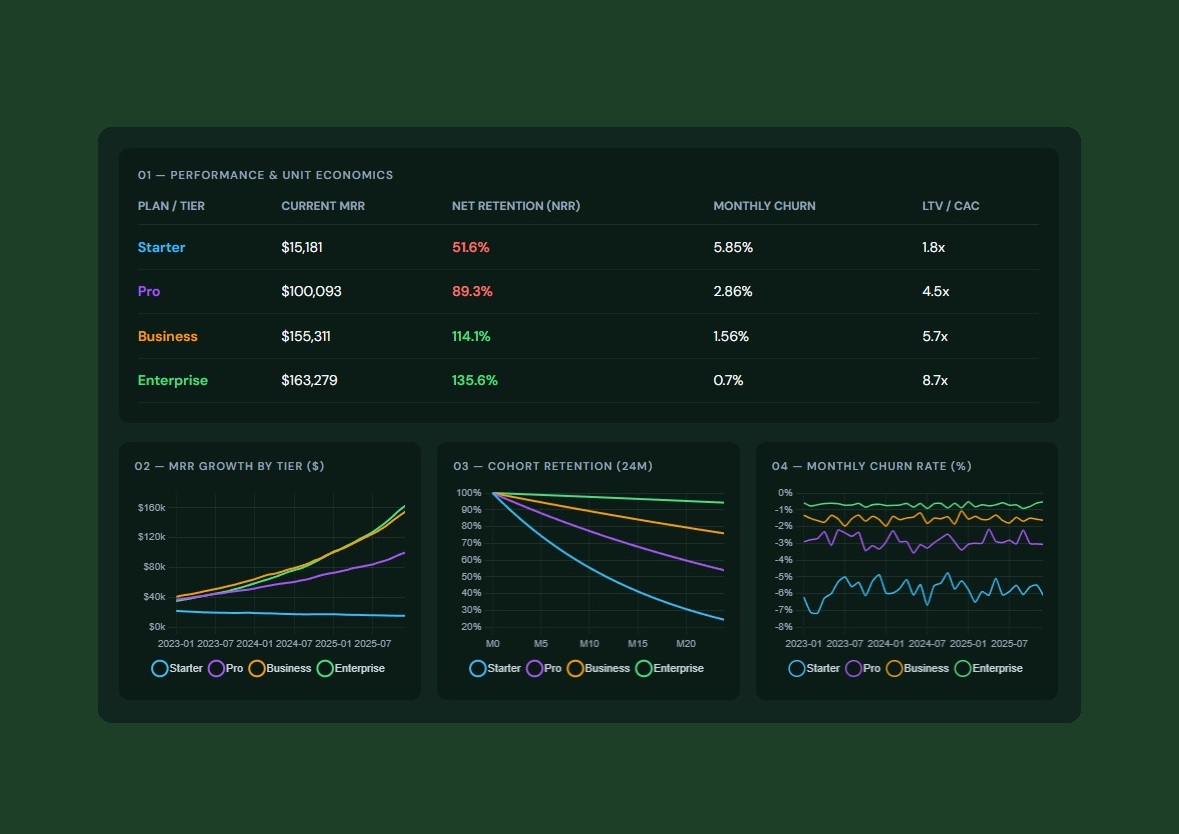 01 — PERFORMANCE & UNIT ECONOMICS
PLAN / TIER CURRENT MRR NET RETENTION (NRR) MONTHLY CHURN LTV / CAC
Starter $15,181 51.6% 5.85% 1.8x
Pro $100,093 89.3% 2.86% 4.5x
Business $155,311 114.1% 1.56% 5.7x
Enterprise $163,279 135.6% 0.7% 8.7x
02 — MRR GROWTH BY TIER ($)
$160k
$120k
$80k
$40k
$0k
2023-01 2023-07 2024-01 2024-07 2025-01 2025-07
Starter Pro Business Enterprise
03 — COHORT RETENTION (24M)
100%
90%
80%
70%
60%
50%
40%
30%
20%
M0 M5 M10 M15 M20
Starter Pro Business Enterprise
04 — MONTHLY CHURN RATE (%)
0%
-1%
-2%
-3%
-4%
-5%
-6%
-7%
-8%
2023-01 2023-07 2024-01 2024-07 2025-01 2025-07
Starter Pro Business Enterprise